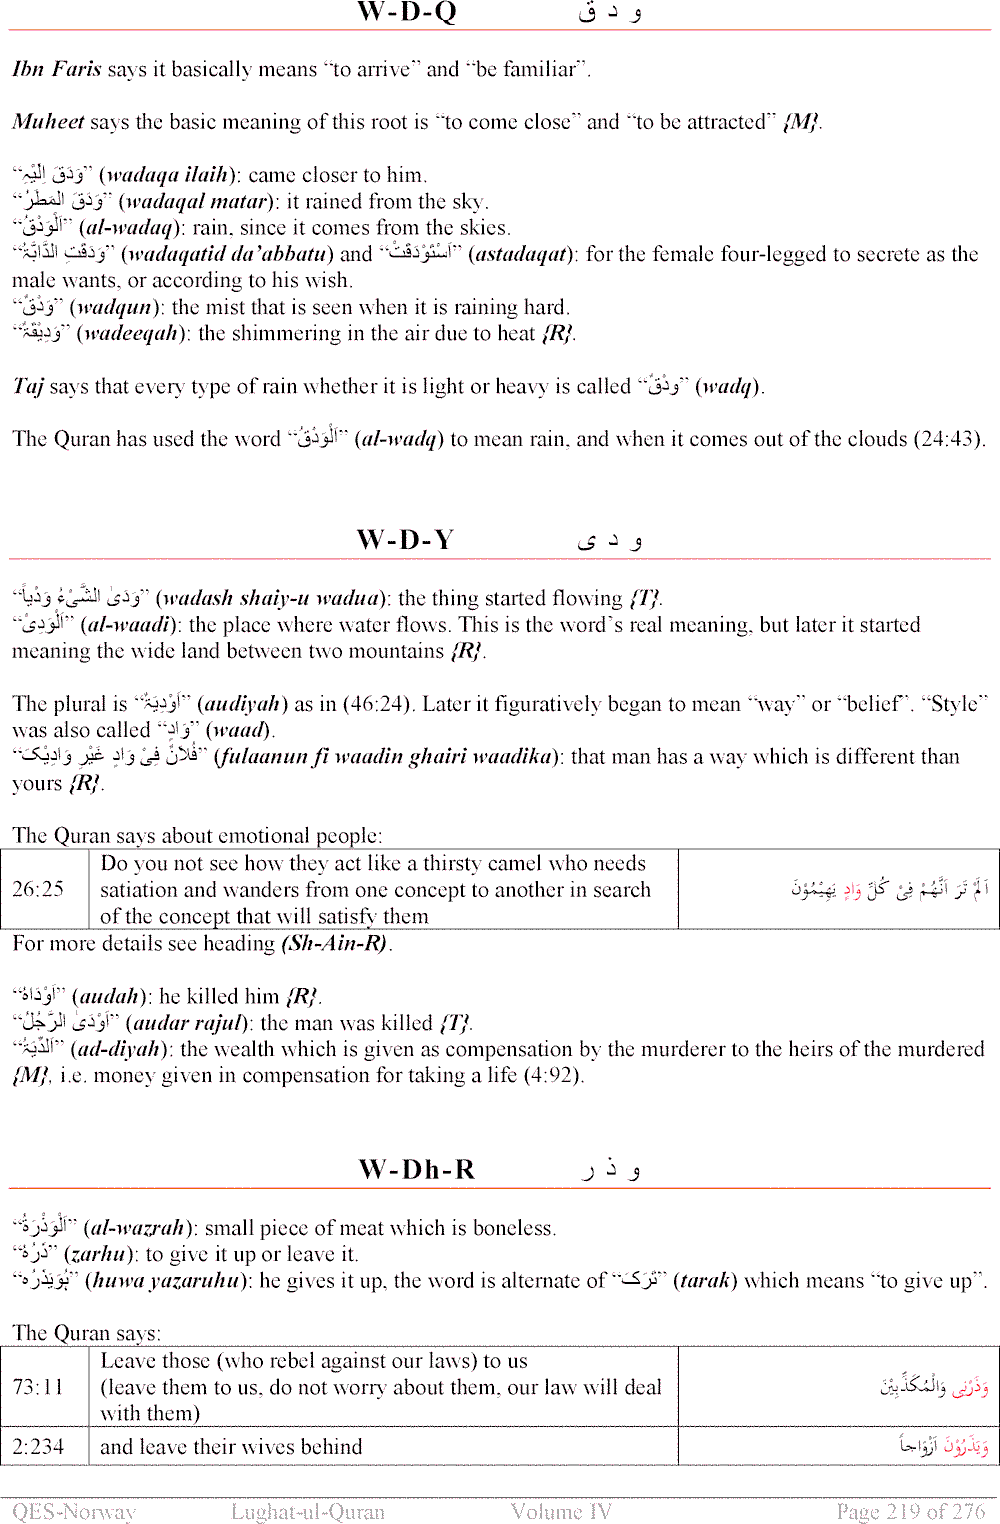 W-D-Q و د ق
Ibn Faris says it basically means “to arrive” and “be familiar”.
Muheet says the basic meaning of this root is “to come close” and “to be attracted” {M}.
“وَدَقَ اِلَیْہِ” (wadaqa ilaih): came closer to him.
“وَدَقَ الْمَطَرُ” (wadaqal matar): it rained from the sky.
“اَلْوَدْقُ” (al-wadaq): rain, since it comes from the skies.
“وَدَقَتِ الدَّابَّۃُ” (wadaqatid da’abbatu) and “اَسْتَوْدَقَتْ” (astadaqat): for the female four-legged to secrete as the
male wants, or according to his wish.
“وَدْقٌ” (wadqun): the mist that is seen when it is raining hard.
“وَدِیْقَۃٌ” (wadeeqah): the shimmering in the air due to heat {R}.
Taj says that every type of rain whether it is light or heavy is called “ودْقٌ” (wadq).
The Quran has used the word “اَلْوَدْقُ” (al-wadq) to mean rain, and when it comes out of the clouds (24:43).
W-D-Y و د ی
“وَدَیٰ الشَّیْءُ وَدْیاً” (wadash shaiy-u wadua): the thing started flowing {T}.
“اَلْوَدِیْ” (al-waadi): the place where water flows. This is the word’s real meaning, but later it started
meaning the wide land between two mountains {R}.
The plural is “اَوْدِیَۃٌ” (audiyah) as in (46:24). Later it figuratively began to mean “way” or “belief”. “Style”
was also called “وَادٍ” (waad).
“فُلَانٌ فِیْ وَادٍ غَیْرِ وَادِیْکَ” (fulaanun fi waadin ghairi waadika): that man has a way which is different than
yours {R}.
The Quran says about emotional people:
26:25 Do you not see how they act like a thirsty camel who needs
satiation and wanders from one concept to another in search اَ لَمْ تَرَ اَنَّھُمْ فِیْ کُلِّ وَادٍ یَھِیْمُوْنَ
of the concept that will satisfy them
For more details see heading (Sh-Ain-R).
“اَوْدَاہُ” (audah): he killed him {R}.
“اَوْدَیٰ الرَّجُلُ” (audar rajul): the man was killed {T}.
“اَلدِّیَۃُ” (ad-diyah): the wealth which is given as compensation by the murderer to the heirs of the murdered
{M}, i.e. money given in compensation for taking a life (4:92).
W-Dh-R و ذ ر
“اَلْوَذْرَۃُ” (al-wazrah): small piece of meat which is boneless.
“ذَرْہُ” (zarhu): to give it up or leave it.
“ہُوَیَذَرُہ” (huwa yazaruhu): he gives it up, the word is alternate of “تَرَکَ” (tarak) which means “to give up”.
The Quran says:
Leave those (who rebel against our laws) to us
73:11 (leave them to us, do not worry about them, our law will deal وَذَرْنِی وَالْمُکَذِّبِیْنَ
with them)
2:234 and leave their wives behind وَیَذَرُوْنَ اَزْوَاجاً
QES-Norway Lughat-ul-Quran Volume IV Page 219 of 276